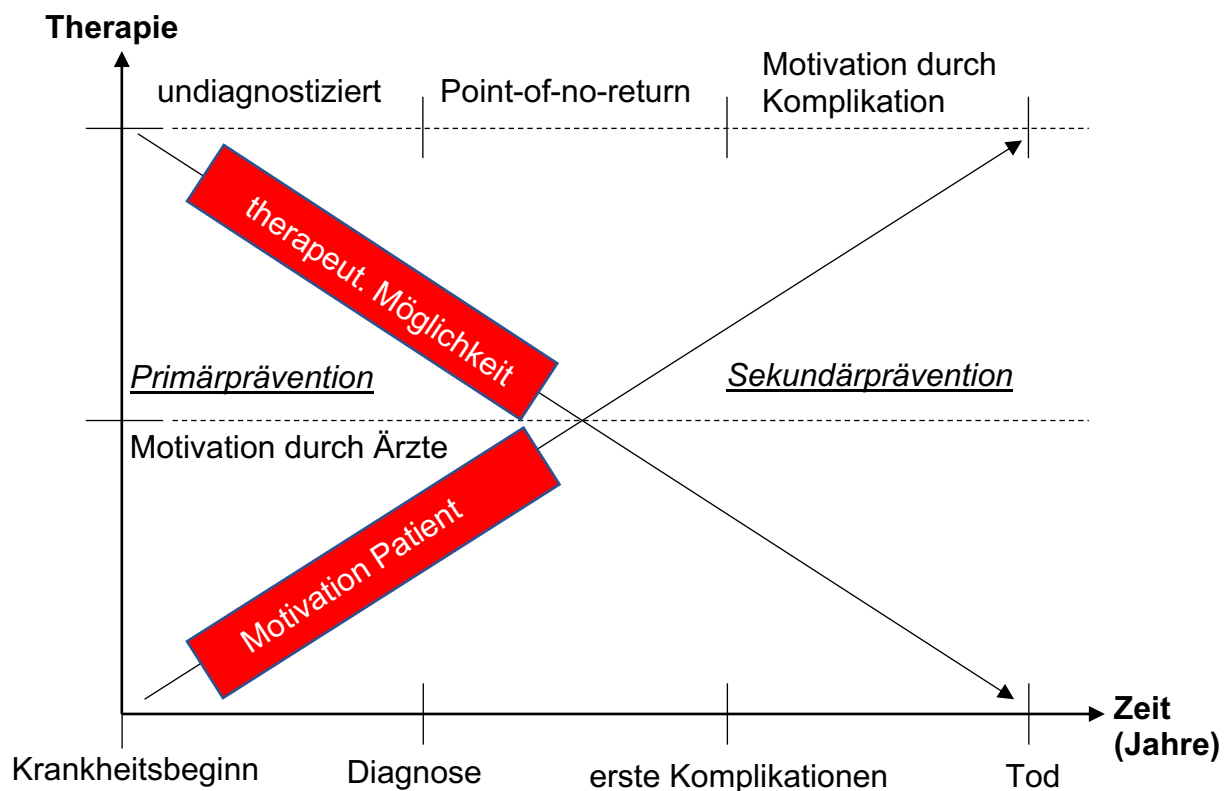 Therapie
undiagnostiziert
Point-of-no-return
Motivation durch
Komplikation
therapeut. Möglichkeit
Primärprävention
Sekundärprävention
Motivation durch Ärzte
Motivation Patient
Zeit
(Jahre)
Krankheitsbeginn
Diagnose
erste Komplikationen
Tod